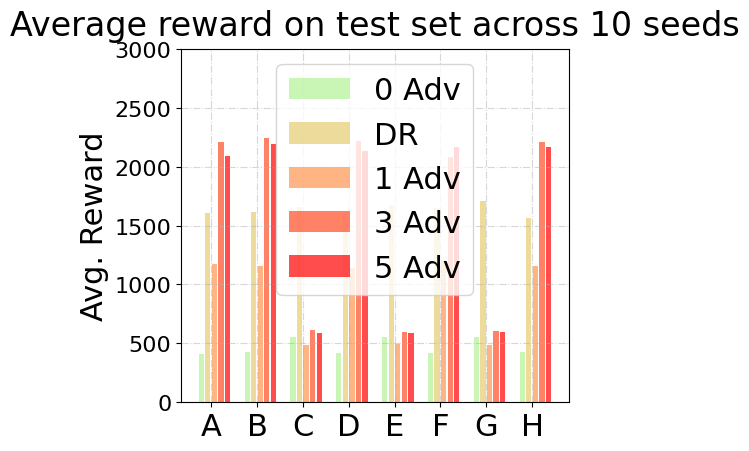 Average reward on test set across 10 seeds
Avg. Reward
3000
2500
2000
1500
1000
500
0
0 Adv
DR
1 Adv
3 Adv
5 Adv
A B C D E F G H